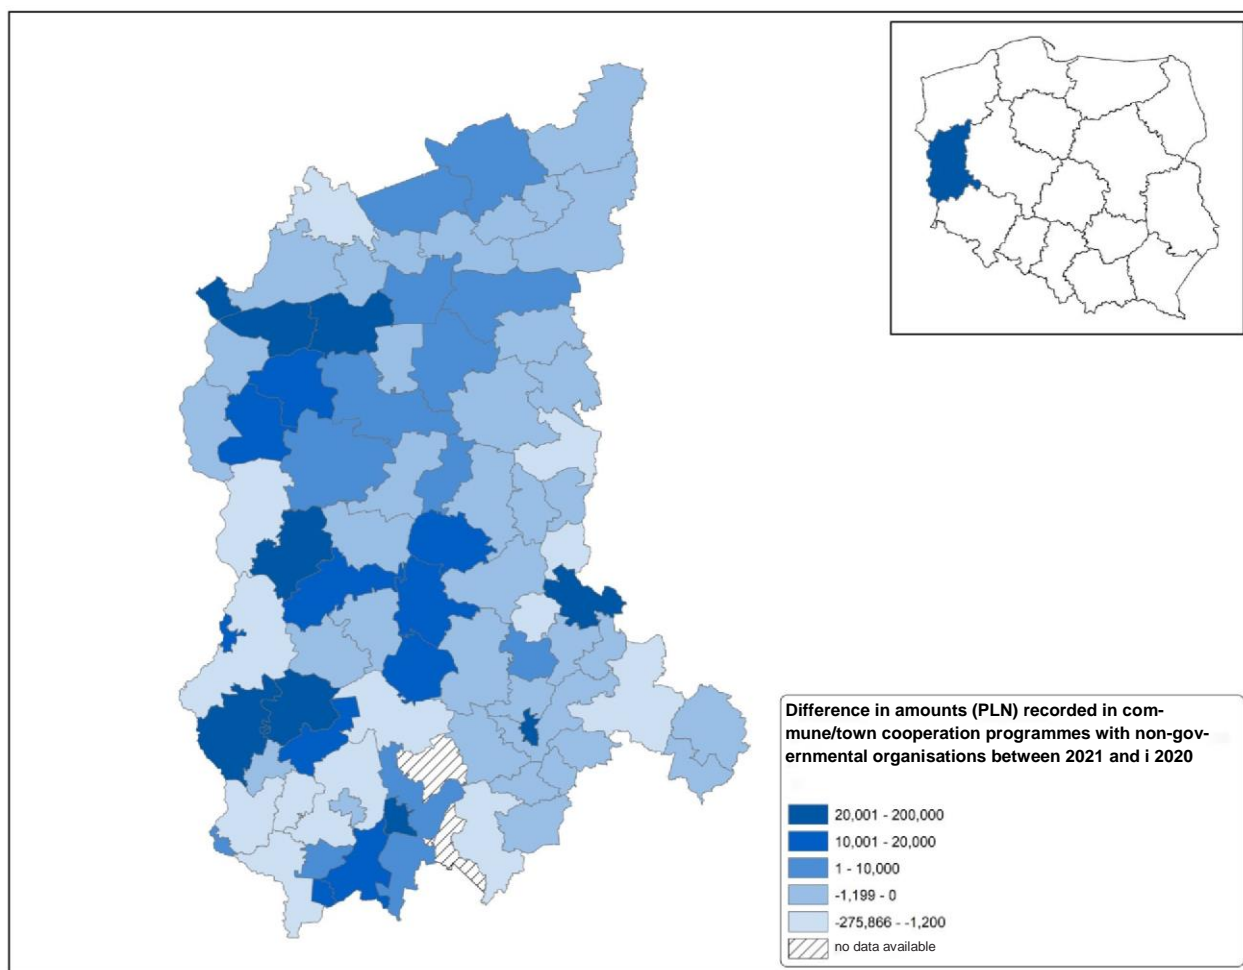 Difference in amounts (PLN) recorded in com-
mune/town cooperation programmes with non-gov-
ernmental organisations between 2021 and i 2020
20,001 - 200,000
10,001 - 20,000
1 - 10,000
-1,199 - 0
-275,866 - -1,200
no data available